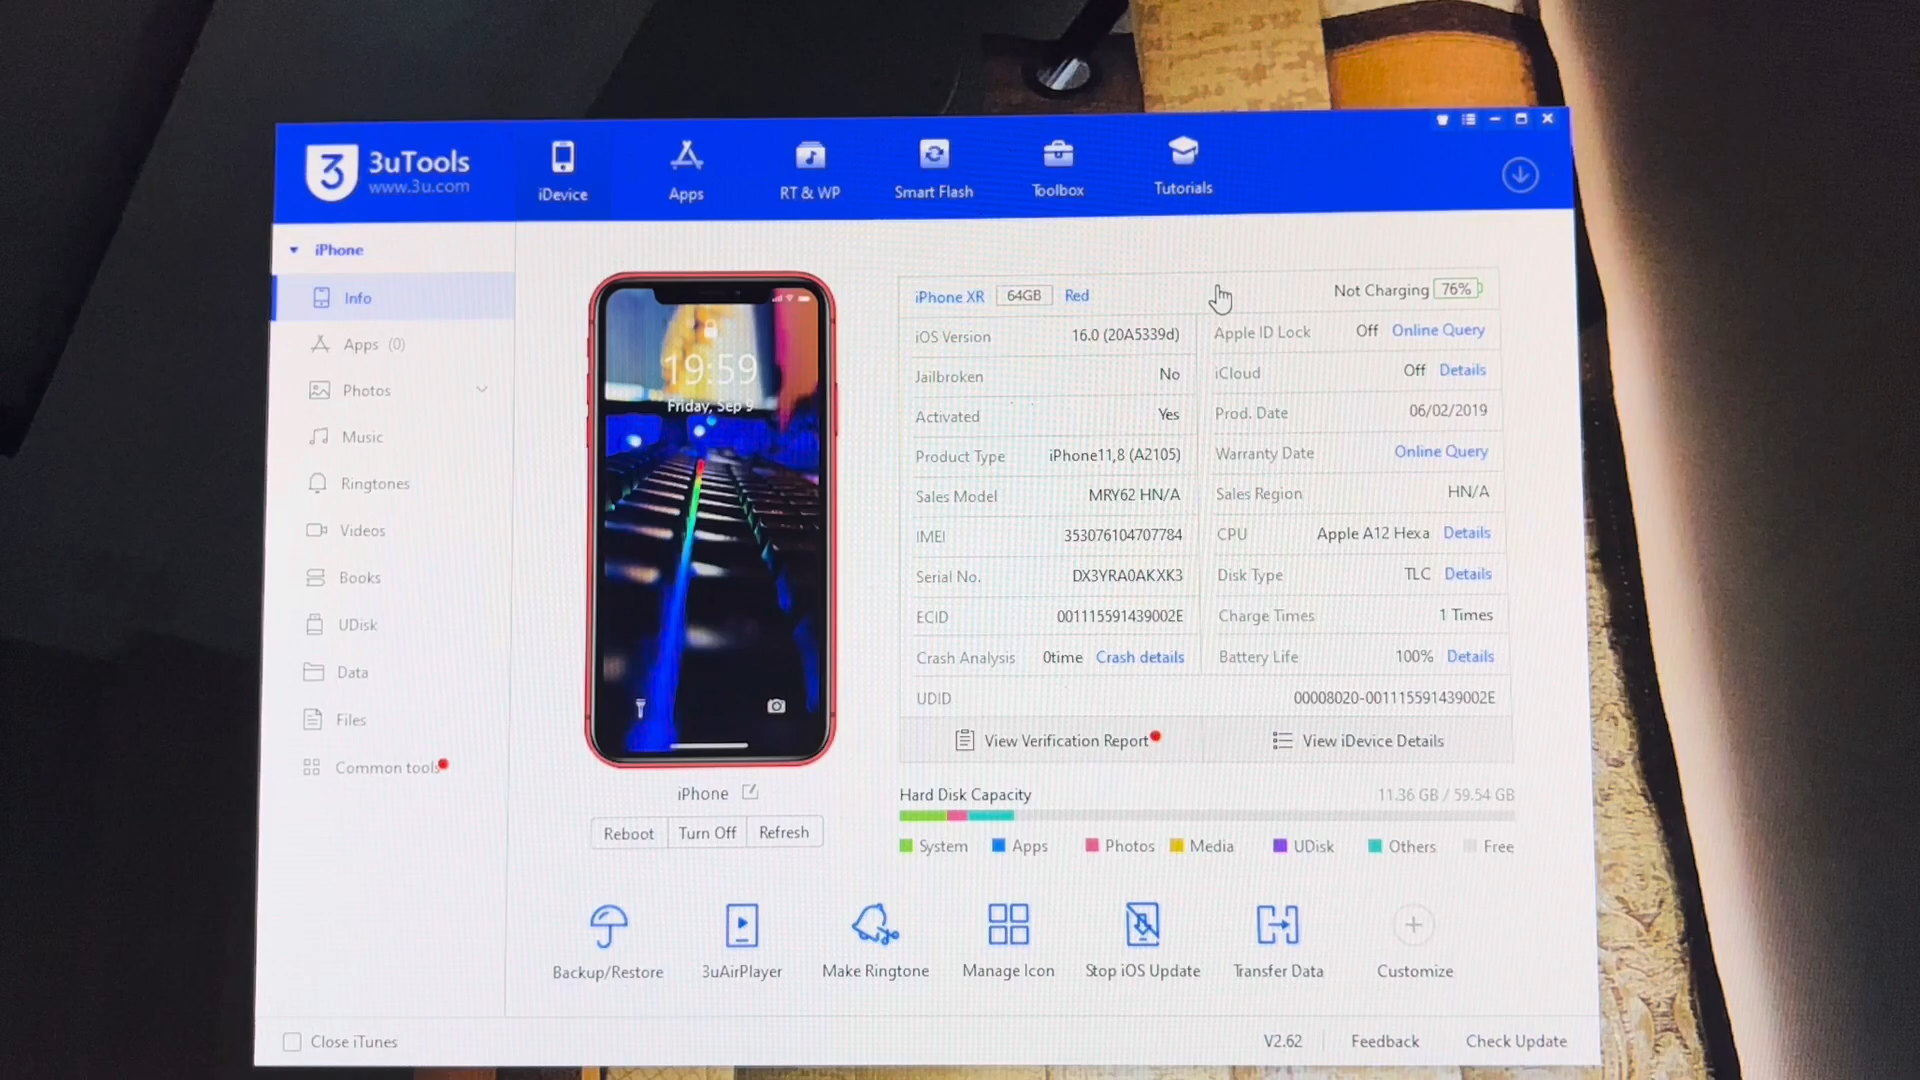 3uTools
www.3u.com
iDevice
Apps
RT & WP
Smart Flash
Toolbox
Tutorials
iPhone
Info
Apps (0)
Photos
Music
Ringtones
Videos
Books
UDisk
Data
Files
Common tools
19:59
Friday, Sep 9
iPhone
Reboot
Turn Off
Refresh
iPhone XR 64GB Red
Not Charging 76%
iOS Version 16.0 (20A5339d)
Apple ID Lock Off Online Query
Jailbroken No
iCloud Off Details
Activated Yes
Prod. Date 06/02/2019
Product Type iPhone11,8 (A2105)
Warranty Date Online Query
Sales Model MRY62 HN/A
Sales Region HN/A
IMEI 353076104707784
CPU Apple A12 Hexa Details
Serial No. DX3YRA0AKXK3
Disk Type TLC Details
ECID 001115591439002E
Charge Times 1 Times
Crash Analysis 0time Crash details
Battery Life 100% Details
UDID 00008020-001115591439002E
View Verification Report
View iDevice Details
Hard Disk Capacity 11.36 GB / 59.54 GB
System Apps Photos Media UDisk Others Free
Backup/Restore
3uAirPlayer
Make Ringtone
Manage Icon
Stop iOS Update
Transfer Data
Customize
Close iTunes
V2.62
Feedback
Check Update